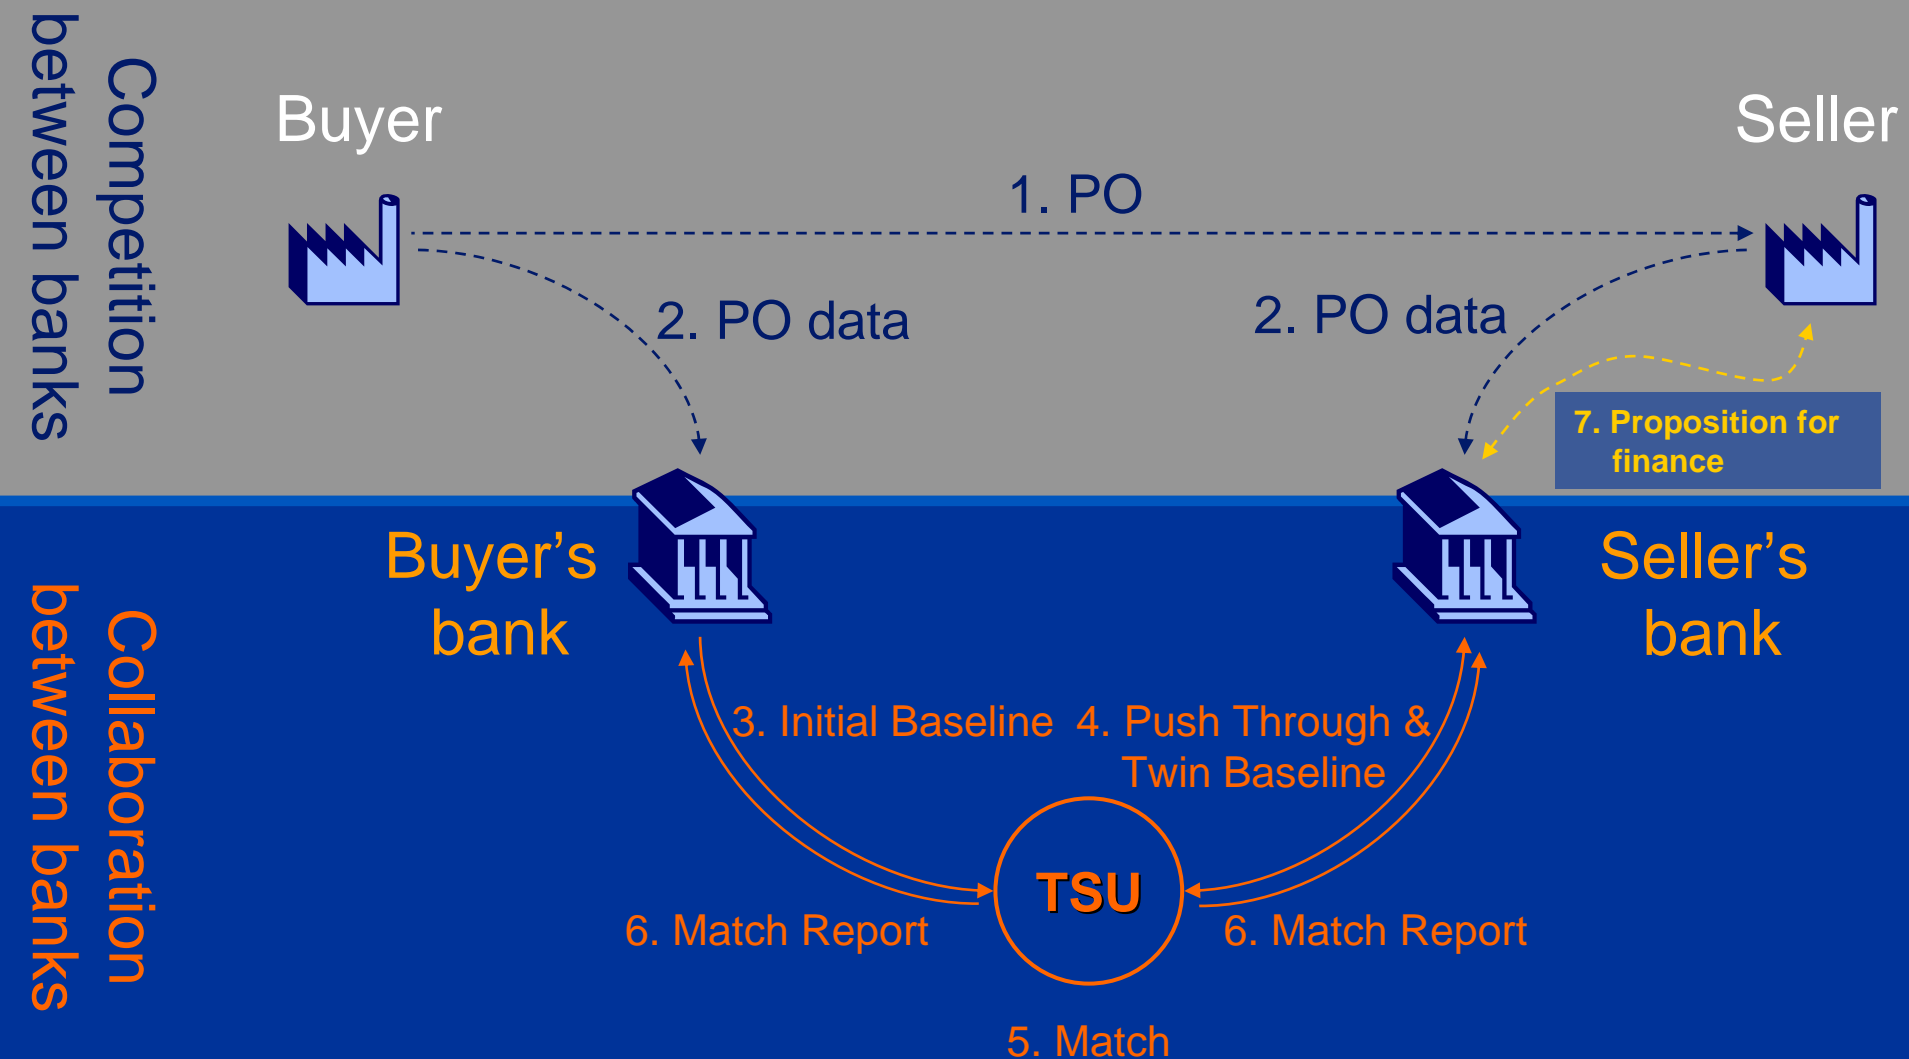 Competition
between banks
Buyer
Seller
1. PO
2. PO data
2. PO data
7. Proposition for
finance
Buyer’s
bank
Seller’s
bank
Collaboration
between banks
3. Initial Baseline
4. Push Through &
Twin Baseline
TSU
6. Match Report
6. Match Report
5. Match